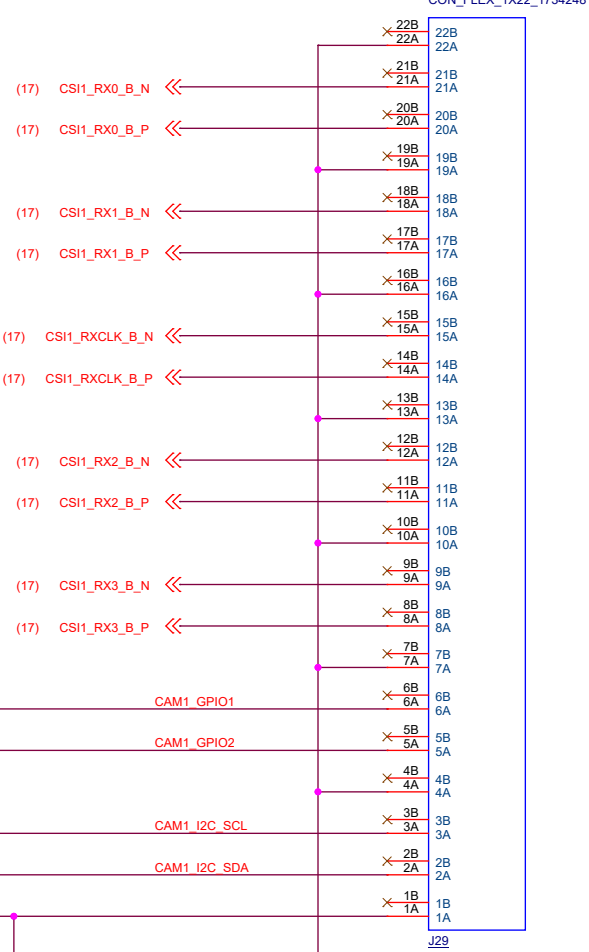 CON_FLEX_1X22_1734248
22B 22B
22A 22A
21B 21B
(17) CSI1_RX0_B_N 21A 21A
20B 20B
(17) CSI1_RX0_B_P 20A 20A
19B 19B
19A 19A
18B 18B
(17) CSI1_RX1_B_N 18A 18A
17B 17B
(17) CSI1_RX1_B_P 17A 17A
16B 16B
16A 16A
15B 15B
(17) CSI1_RXCLK_B_N 15A 15A
14B 14B
(17) CSI1_RXCLK_B_P 14A 14A
13B 13B
13A 13A
12B 12B
(17) CSI1_RX2_B_N 12A 12A
11B 11B
(17) CSI1_RX2_B_P 11A 11A
10B 10B
10A 10A
9B 9B
(17) CSI1_RX3_B_N 9A 9A
8B 8B
(17) CSI1_RX3_B_P 8A 8A
7B 7B
7A 7A
6B 6B
CAM1_GPIO1 6A 6A
5B 5B
CAM1_GPIO2 5A 5A
4B 4B
4A 4A
3B 3B
CAM1_I2C_SCL 3A 3A
2B 2B
CAM1_I2C_SDA 2A 2A
1B 1B
1A 1A
J29